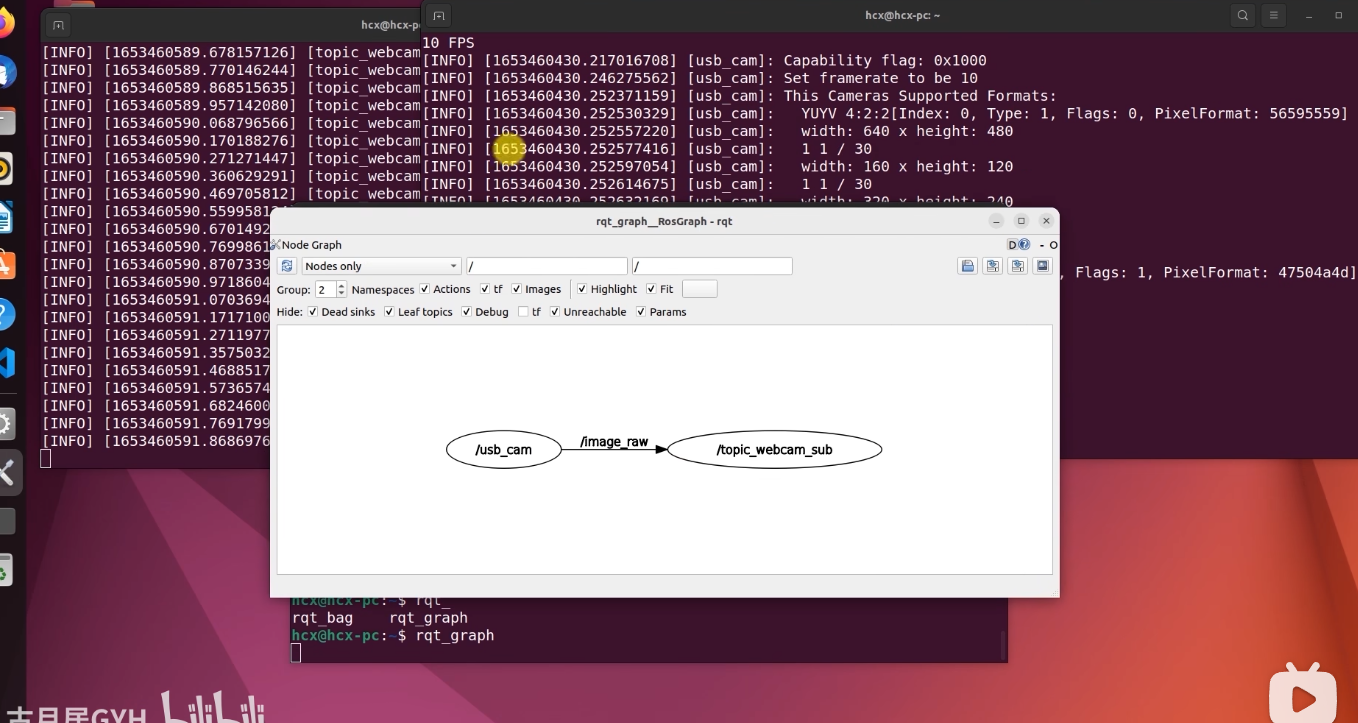 hcx@hcx-pc
hcx@hcx-pc: ~
[INFO] [1653460589.678157126] [topic_webcam
[INFO] [1653460589.770146244] [topic_webcam
[INFO] [1653460589.868515635] [topic_webcam
[INFO] [1653460589.957142080] [topic_webcam
[INFO] [1653460590.068796566] [topic_webcam
[INFO] [1653460590.170188276] [topic_webcam
[INFO] [1653460590.271271447] [topic_webcam
[INFO] [1653460590.360629291] [topic_webcam
[INFO] [1653460590.469705812] [topic_webcam
[INFO] [1653460590.559958124
[INFO] [1653460590.6701492
[INFO] [1653460590.7699861
[INFO] [1653460590.8707339
[INFO] [1653460590.9718604
[INFO] [1653460591.0703694
[INFO] [1653460591.1717100
[INFO] [1653460591.2711977
[INFO] [1653460591.3575032
[INFO] [1653460591.4688517
[INFO] [1653460591.5736574
[INFO] [1653460591.6824600
[INFO] [1653460591.7691799
[INFO] [1653460591.8686976
10 FPS
[INFO] [1653460430.217016708] [usb_cam]: Capability flag: 0x1000
[INFO] [1653460430.246275562] [usb_cam]: Set framerate to be 10
[INFO] [1653460430.252371159] [usb_cam]: This Cameras Supported Formats:
[INFO] [1653460430.252530329] [usb_cam]:   YUYV 4:2:2[Index: 0, Type: 1, Flags: 0, PixelFormat: 56595559]
[INFO] [1653460430.252557220] [usb_cam]:   width: 640 x height: 480
[INFO] [1653460430.252577416] [usb_cam]:   1 1 / 30
[INFO] [1653460430.252597054] [usb_cam]:   width: 160 x height: 120
[INFO] [1653460430.252614675] [usb_cam]:   1 1 / 30
[INFO] [1653460430.252632169] [usb_cam]:   width: 320 x height: 240
, Flags: 1, PixelFormat: 47504a4d]
rqt_graph__RosGraph - rqt
Node Graph
D - O
Nodes only / /
Group: 2 Namespaces Actions tf Images Highlight Fit
Hide: Dead sinks Leaf topics Debug tf Unreachable Params
/usb_cam /image_raw /topic_webcam_sub
hcx@hcx-pc:~$ rqt_
rqt_bag    rqt_graph
hcx@hcx-pc:~$ rqt_graph
古月居GYH bilibili